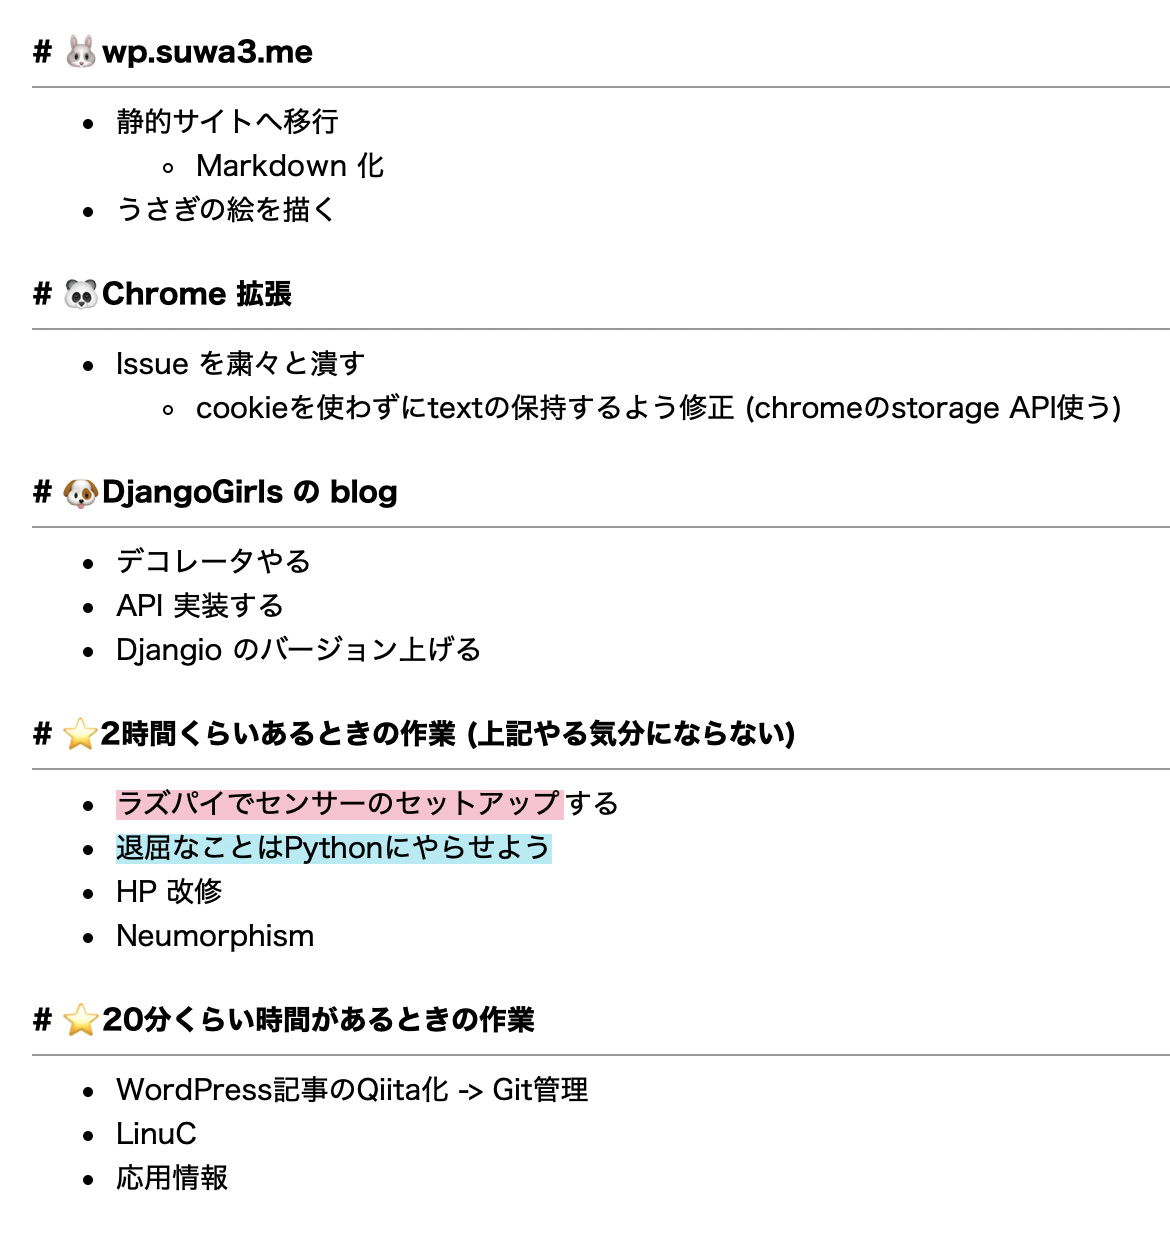 # 🐰wp.suwa3.me
静的サイトへ移行
Markdown 化
うさぎの絵を描く
# 🐼Chrome 拡張
Issue を粛々と潰す
cookieを使わずにtextの保持するよう修正 (chromeのstorage API使う)
# 🐶DjangoGirls の blog
デコレータやる
API 実装する
Djangio のバージョン上げる
# ⭐2時間くらいあるときの作業 (上記やる気分にならない)
ラズパイでセンサーのセットアップする
退屈なことはPythonにやらせよう
HP 改修
Neumorphism
# ⭐20分くらい時間があるときの作業
WordPress記事のQiita化 -> Git管理
LinuC
応用情報